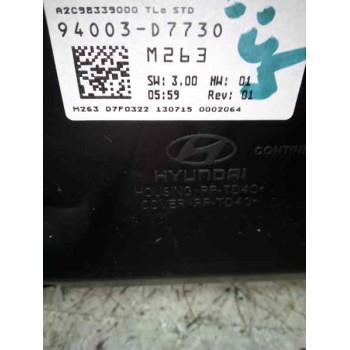 A2C98339000 TLe STD
94003-D7730
M263
SW: 3.00 HW: 01
05:59 Rev: 01
M263 D7F0322 130715 0002064
CONTINE
HYUNDAI
HOUSING >PP-TD40<
COVER >PP-TD40<